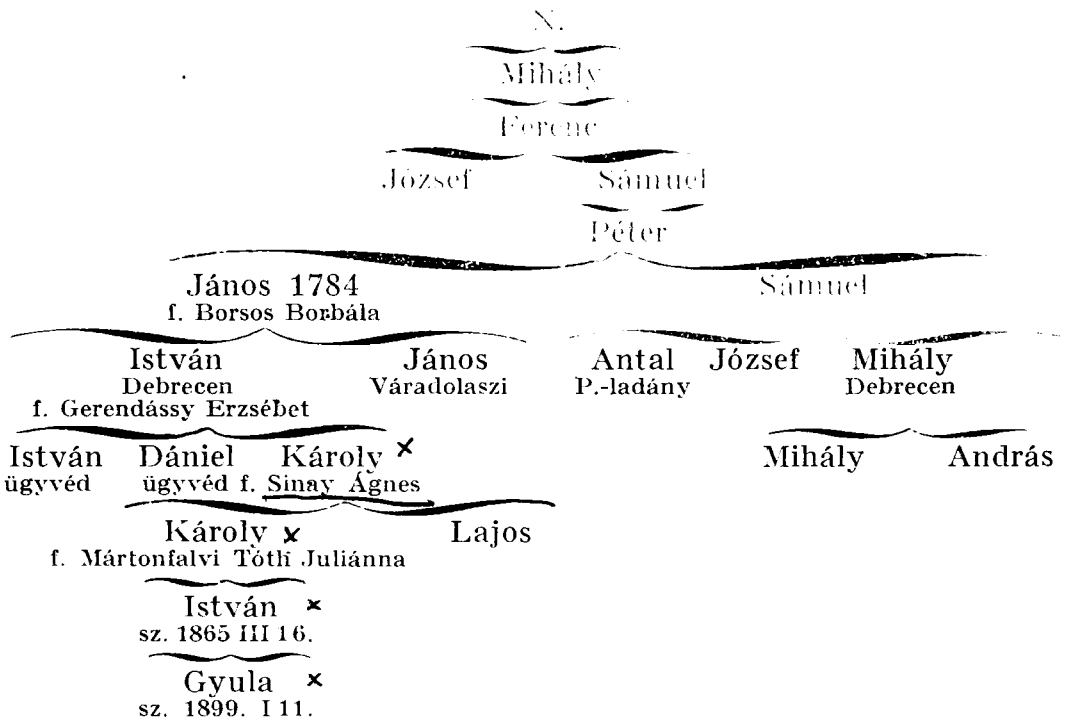 N.
Mihály
Ferenc
József Sámuel
Péter
János 1784 Sámuel
f. Borsos Borbála
István János Antal József Mihály
Debrecen Váradolaszi P.-ladány Debrecen
f. Gerendássy Erzsébet
István Dániel Károly × Mihály András
ügyvéd ügyvéd f. Sinay Ágnes
Károly × Lajos
f. Mártonfalvi Tóth Juliánna
István ×
sz. 1865 III 16.
Gyula ×
sz. 1899. I 11.